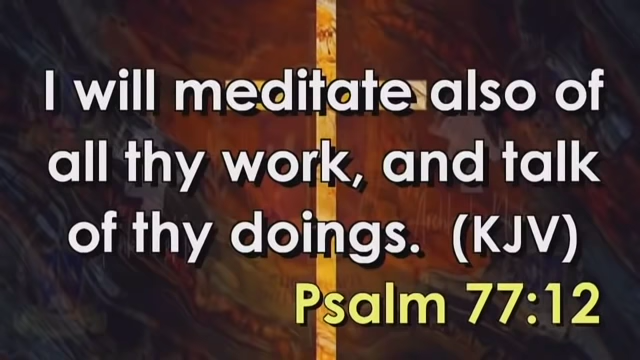 I will meditate also of
all thy work, and talk
of thy doings. (KJV)
Psalm 77:12